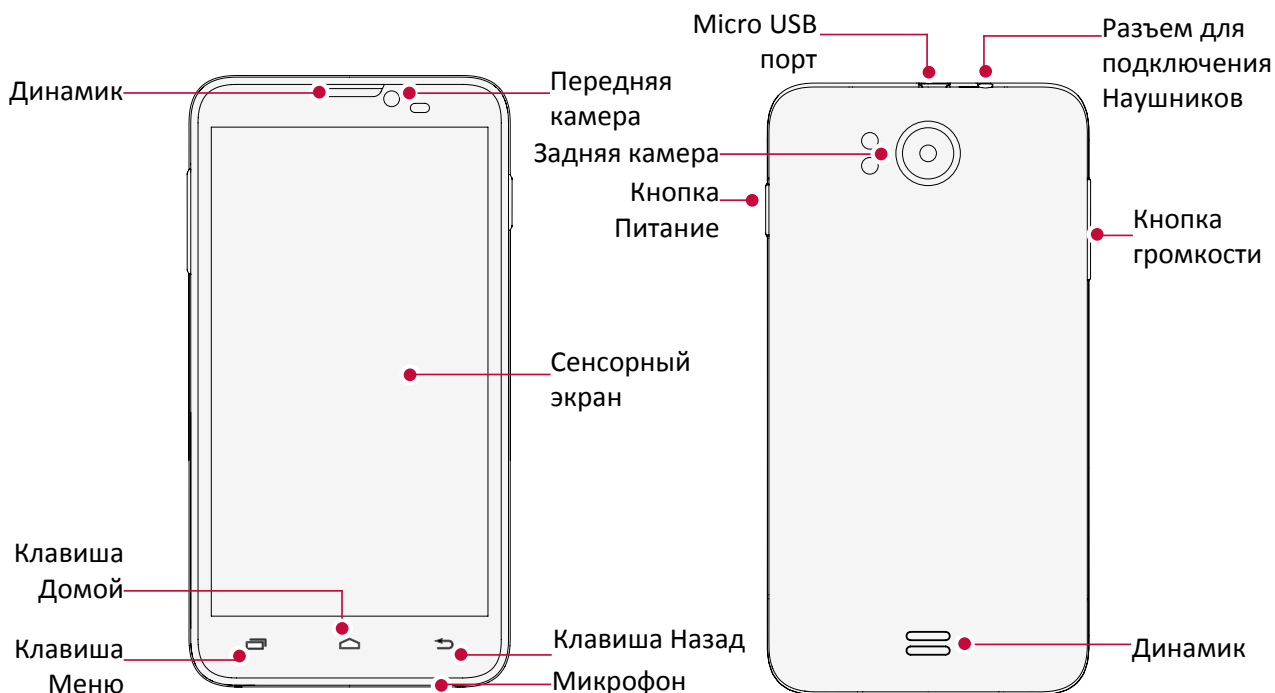 Динамик
Передняя
камера
Сенсорный
экран
Клавиша
Домой
Клавиша
Меню
Клавиша Назад
Микрофон
Micro USB
порт
Разъем для
подключения
Наушников
Задняя камера
Кнопка
Питание
Кнопка
громкости
Динамик